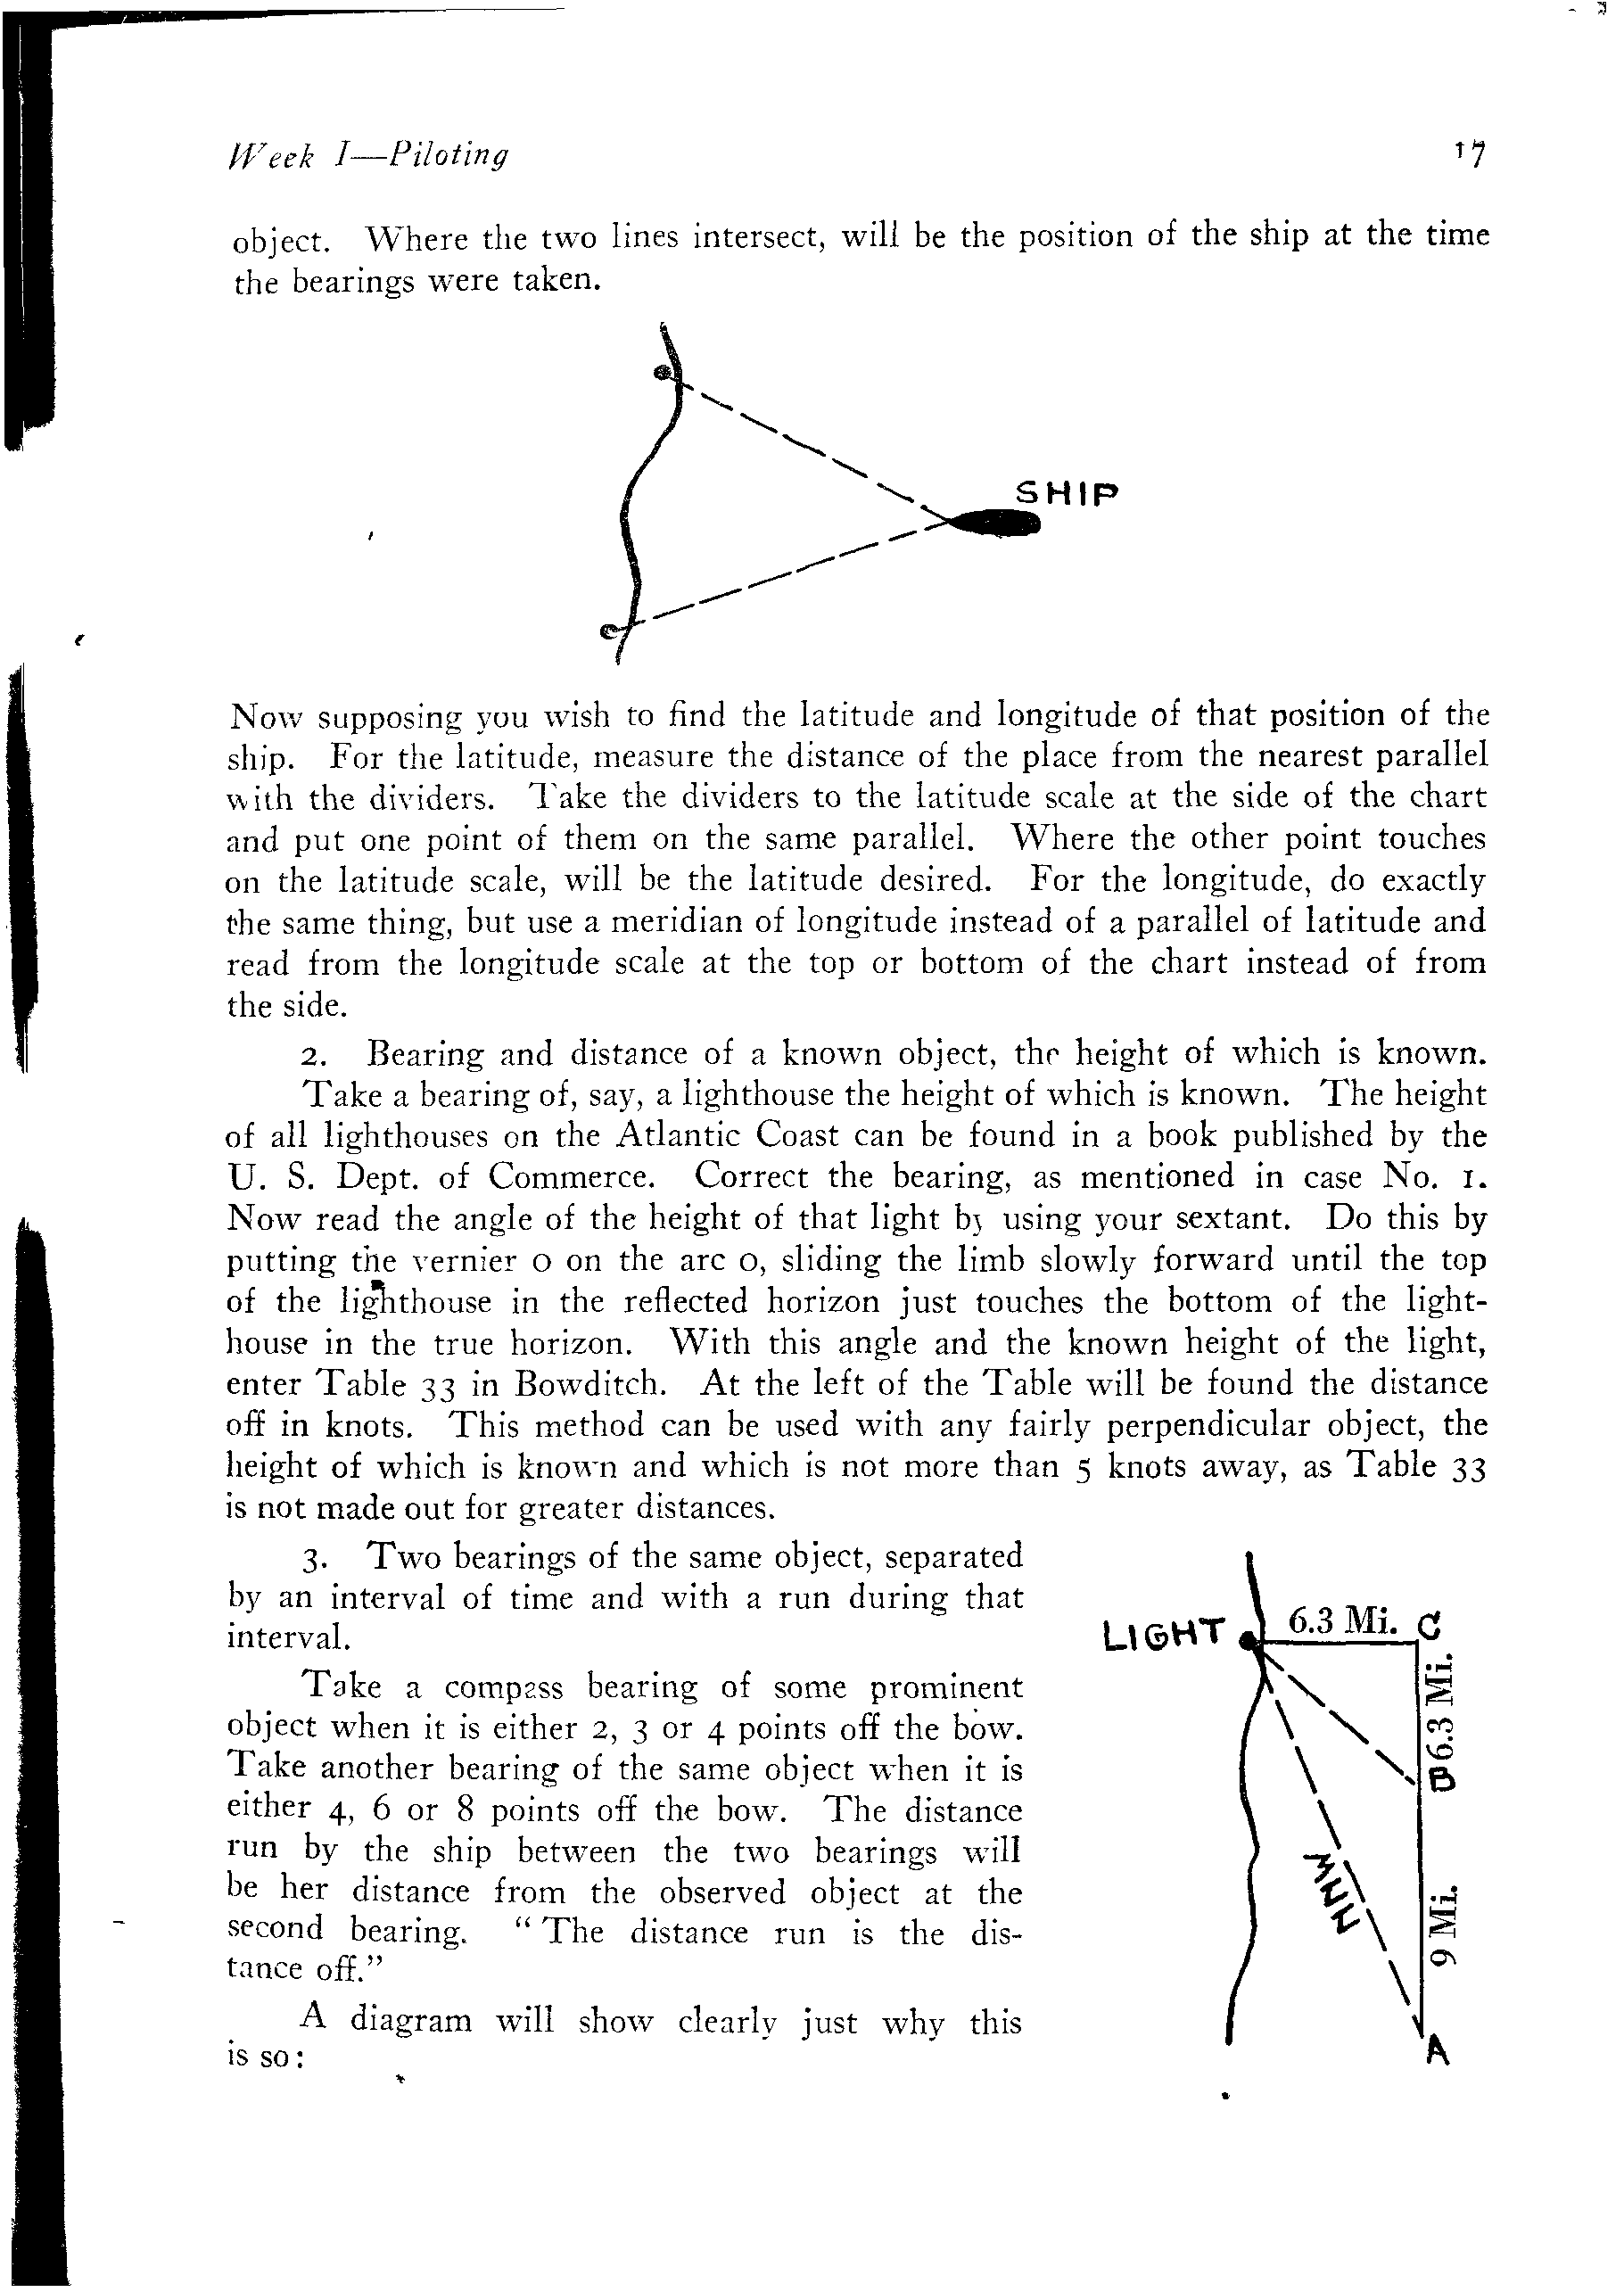 Week I—Piloting 17
object. Where the two lines intersect, will be the position of the ship at the time
the bearings were taken.
SHIP
Now supposing you wish to find the latitude and longitude of that position of the
ship. For the latitude, measure the distance of the place from the nearest parallel
with the dividers. Take the dividers to the latitude scale at the side of the chart
and put one point of them on the same parallel. Where the other point touches
on the latitude scale, will be the latitude desired. For the longitude, do exactly
the same thing, but use a meridian of longitude instead of a parallel of latitude and
read from the longitude scale at the top or bottom of the chart instead of from
the side.
2. Bearing and distance of a known object, the height of which is known.
Take a bearing of, say, a lighthouse the height of which is known. The height
of all lighthouses on the Atlantic Coast can be found in a book published by the
U. S. Dept. of Commerce. Correct the bearing, as mentioned in case No. 1.
Now read the angle of the height of that light by using your sextant. Do this by
putting the vernier 0 on the arc 0, sliding the limb slowly forward until the top
of the lighthouse in the reflected horizon just touches the bottom of the light-
house in the true horizon. With this angle and the known height of the light,
enter Table 33 in Bowditch. At the left of the Table will be found the distance
off in knots. This method can be used with any fairly perpendicular object, the
height of which is known and which is not more than 5 knots away, as Table 33
is not made out for greater distances.
3. Two bearings of the same object, separated
by an interval of time and with a run during that
interval.
Take a compass bearing of some prominent
object when it is either 2, 3 or 4 points off the bow.
Take another bearing of the same object when it is
either 4, 6 or 8 points off the bow. The distance
run by the ship between the two bearings will
be her distance from the observed object at the
second bearing. "The distance run is the dis-
tance off."
A diagram will show clearly just why this
is so:
LIGHT 6.3 Mi. C
6.3 Mi.
B
NNW
9 Mi.
A